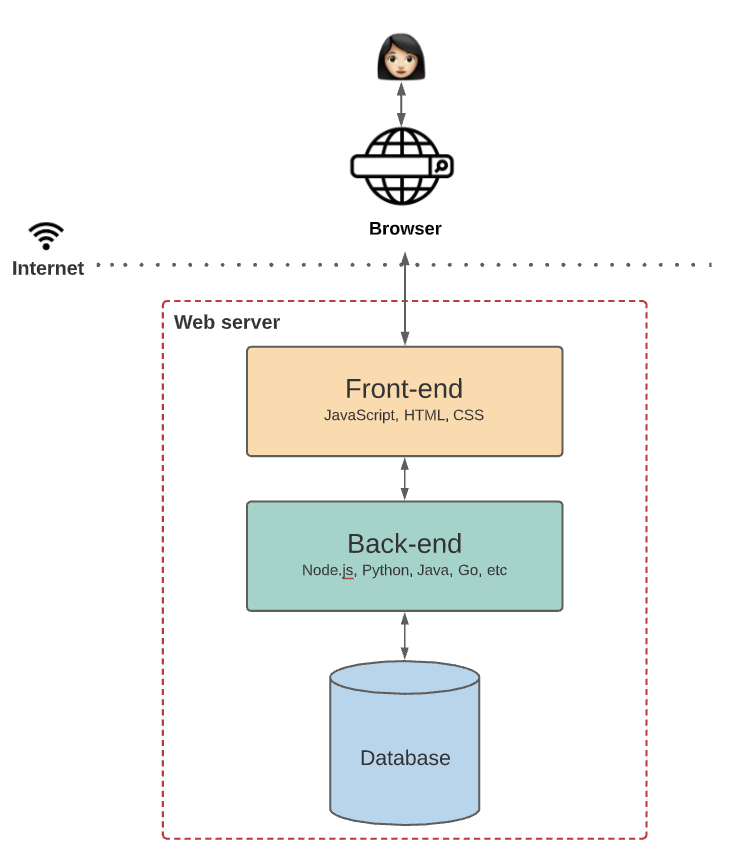 Browser
Internet
Web server
Front-end
JavaScript, HTML, CSS
Back-end
Node.js, Python, Java, Go, etc
Database